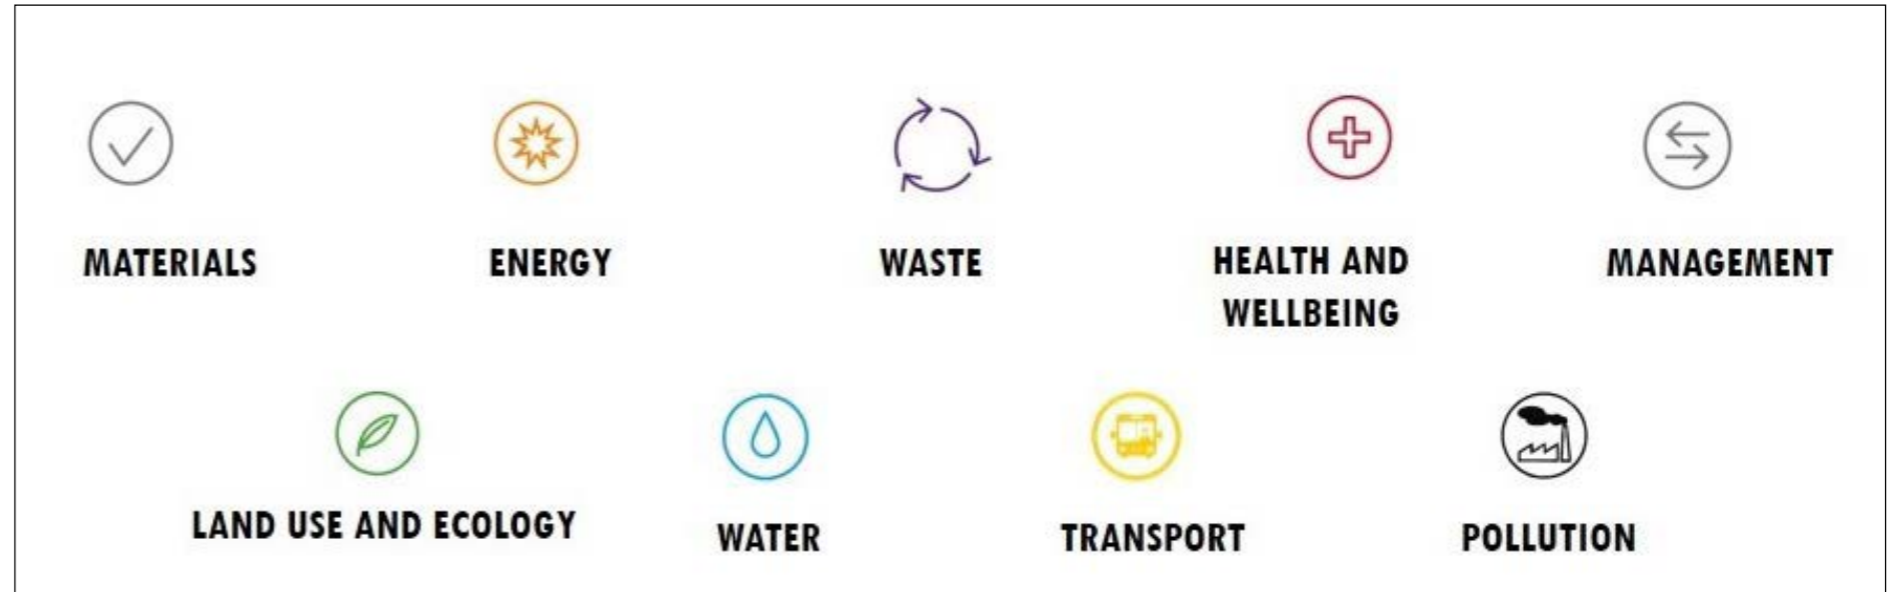 MATERIALS
ENERGY
WASTE
HEALTH AND
WELLBEING
MANAGEMENT
LAND USE AND ECOLOGY
WATER
TRANSPORT
POLLUTION